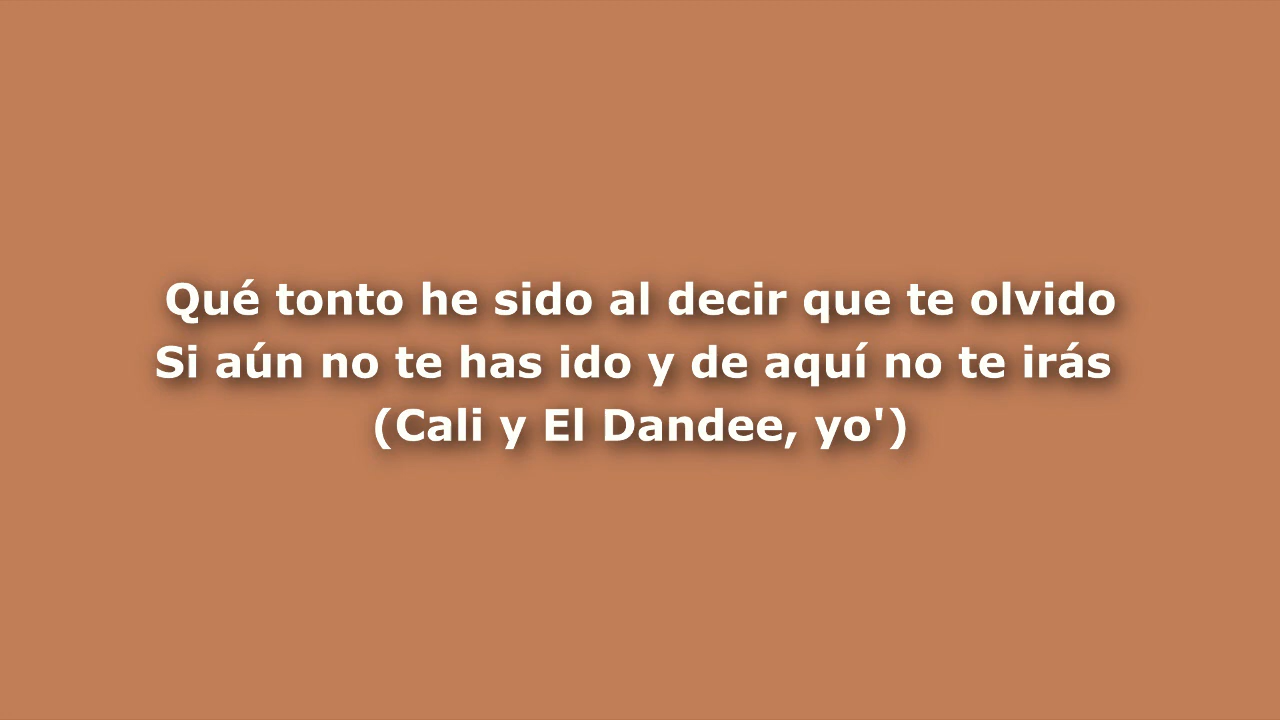 Qué tonto he sido al decir que te olvido
Si aún no te has ido y de aquí no te irás
(Cali y El Dandee, yo')